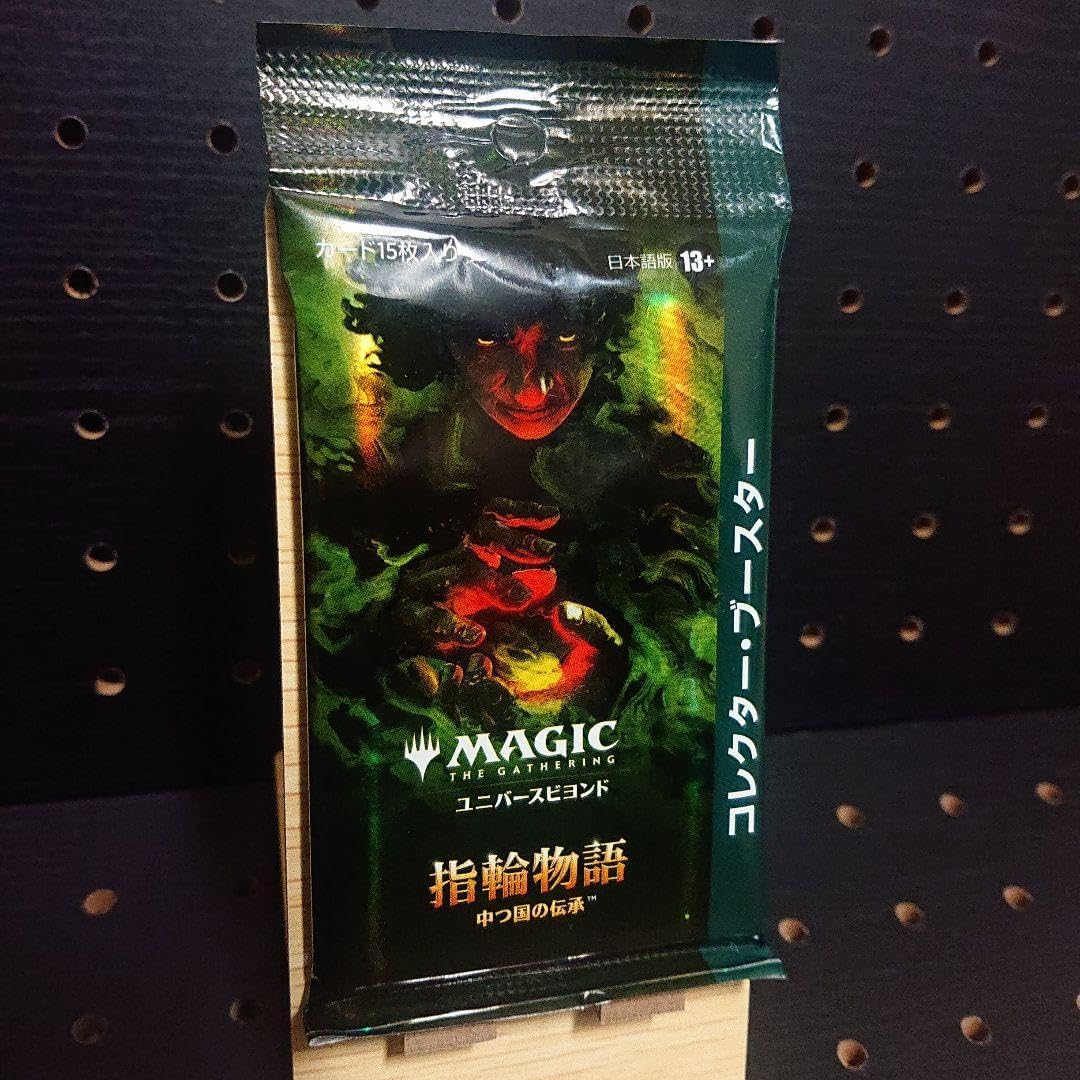 カード15枚入り
日本語版 13+
コレクター・ブースター
MAGIC
THE GATHERING
ユニバースビヨンド
指輪物語
中つ国の伝承™